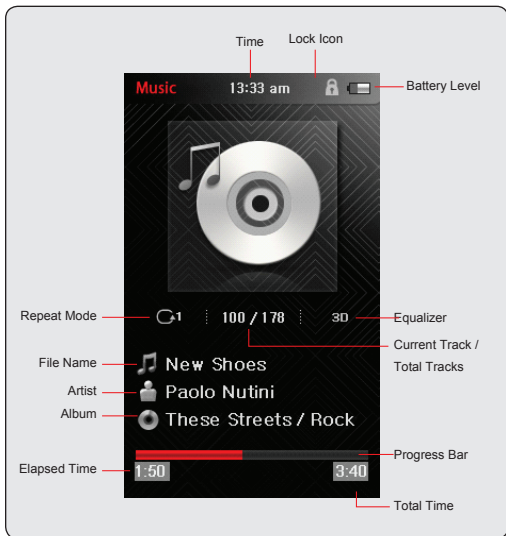 Time
Lock Icon
Music 13:33 am
Battery Level
Repeat Mode
1 100 / 178 3D
Equalizer
Current Track /
Total Tracks
File Name
New Shoes
Artist
Paolo Nutini
Album
These Streets / Rock
Progress Bar
Elapsed Time
1:50 3:40
Total Time